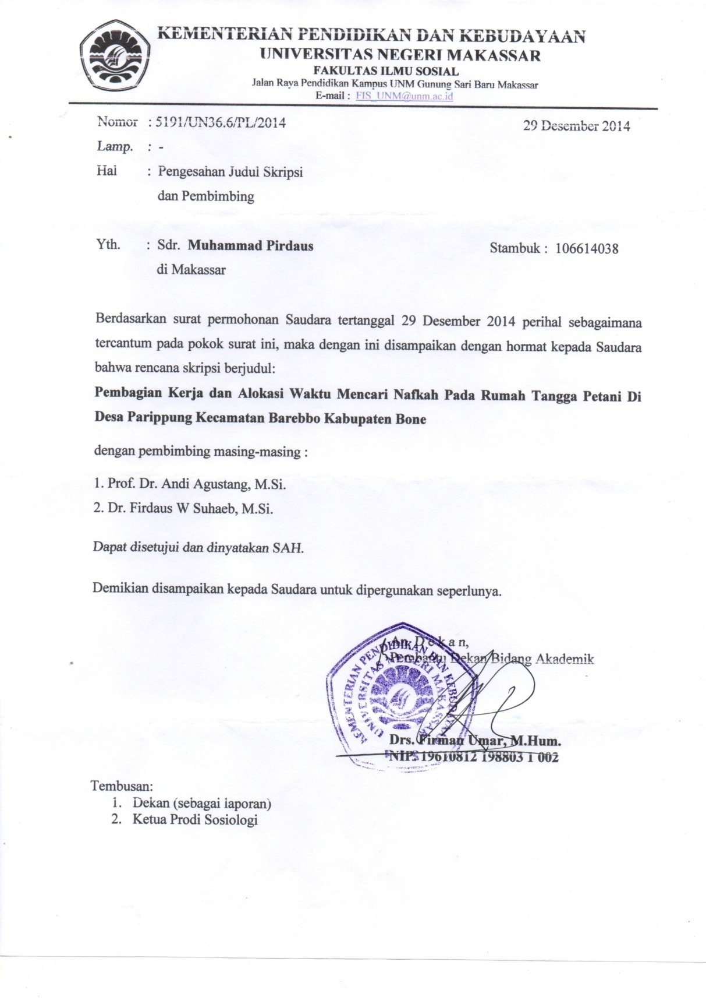 KEMENTERIAN PENDIDIKAN DAN KEBUDAYAAN
UNIVERSITAS NEGERI MAKASSAR
FAKULTAS ILMU SOSIAL
Jalan Raya Pendidikan Kampus UNM Gunung Sari Baru Makassar
E-mail : FIS_UNM@unm.ac.id
Nomor : 5191/UN36.6/PL/2014
29 Desember 2014
Lamp. : -
Hal : Pengesahan Judul Skripsi
dan Pembimbing
Yth. : Sdr. Muhammad Pirdaus
Stambuk : 106614038
di Makassar
Berdasarkan surat permohonan Saudara tertanggal 29 Desember 2014 perihal sebagaimana
tercantum pada pokok surat ini, maka dengan ini disampaikan dengan hormat kepada Saudara
bahwa rencana skripsi berjudul:
Pembagian Kerja dan Alokasi Waktu Mencari Nafkah Pada Rumah Tangga Petani Di
Desa Parippung Kecamatan Barebbo Kabupaten Bone
dengan pembimbing masing-masing :
1. Prof. Dr. Andi Agustang, M.Si.
2. Dr. Firdaus W Suhaeb, M.Si.
Dapat disetujui dan dinyatakan SAH.
Demikian disampaikan kepada Saudara untuk dipergunakan seperlunya.
An. D e k a n,
Pembantu Dekan Bidang Akademik
KEMENTERIAN PENDIDIKAN DAN KEBUDAYAAN
UNIVERSITAS NEGERI MAKASSAR
Drs. Firman Umar, M.Hum.
NIP. 19610812 198803 1 002
Tembusan:
1. Dekan (sebagai laporan)
2. Ketua Prodi Sosiologi